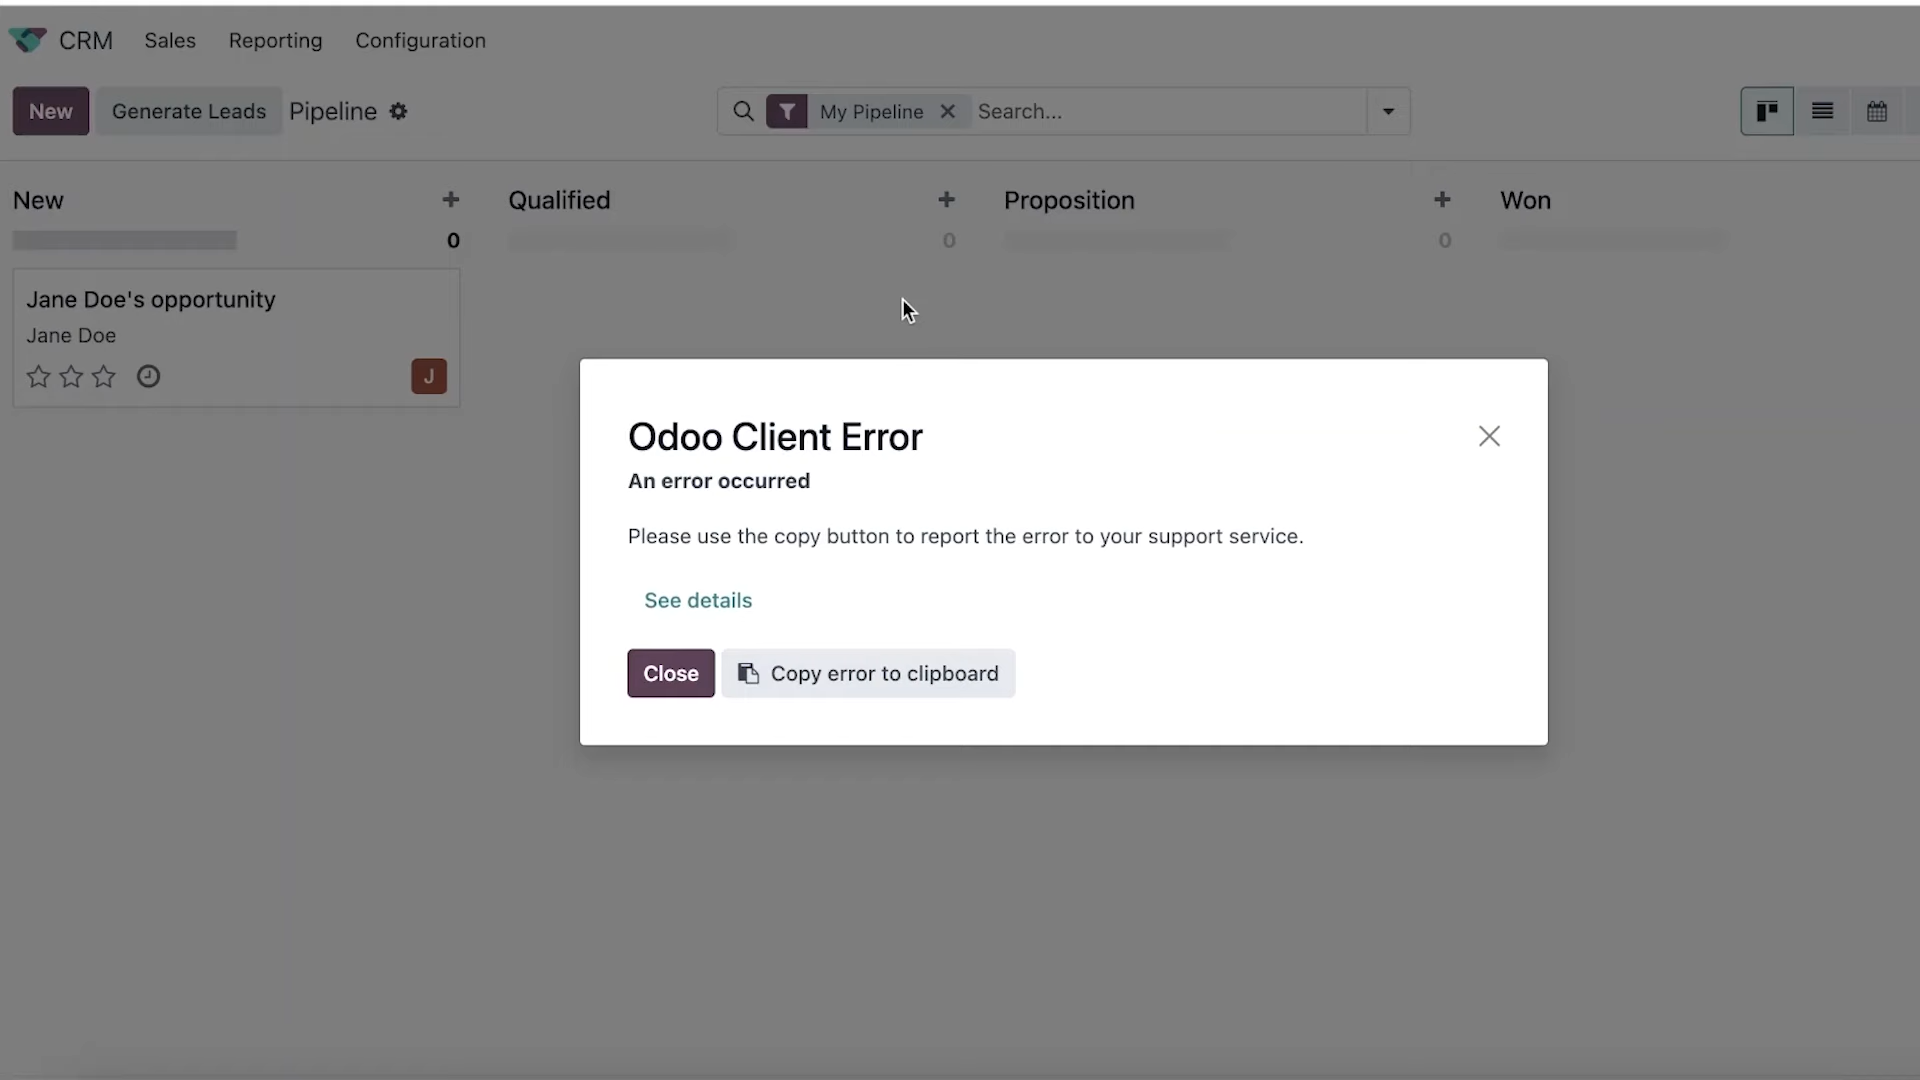 CRM Sales Reporting Configuration
New Generate Leads Pipeline My Pipeline Search...
New Qualified Proposition Won
0 0 0
Jane Doe's opportunity
Jane Doe
J
Odoo Client Error
An error occurred
Please use the copy button to report the error to your support service.
See details
Close Copy error to clipboard